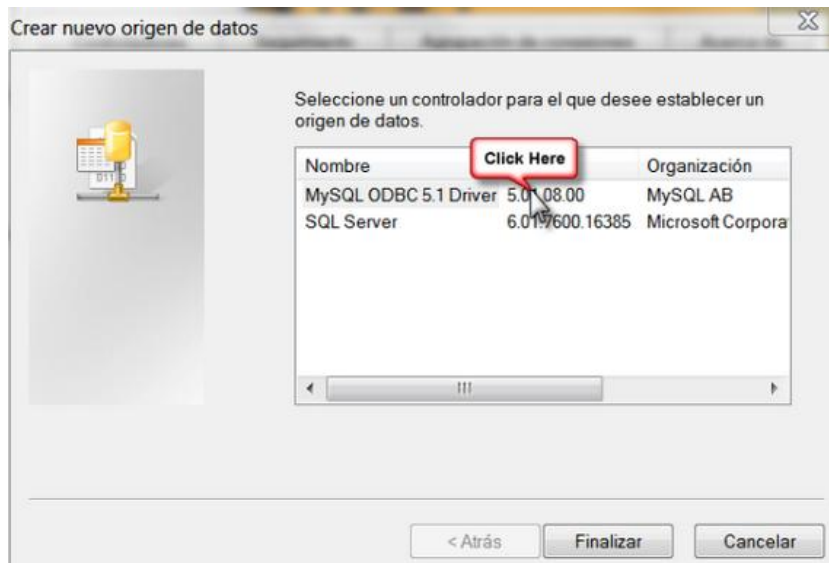 Crear nuevo origen de datos
Seleccione un controlador para el que desee establecer un
origen de datos.
Nombre Click Here Organización
MySQL ODBC 5.1 Driver 5.01.08.00 MySQL AB
SQL Server 6.01.7600.16385 Microsoft Corpora
< Atrás Finalizar Cancelar